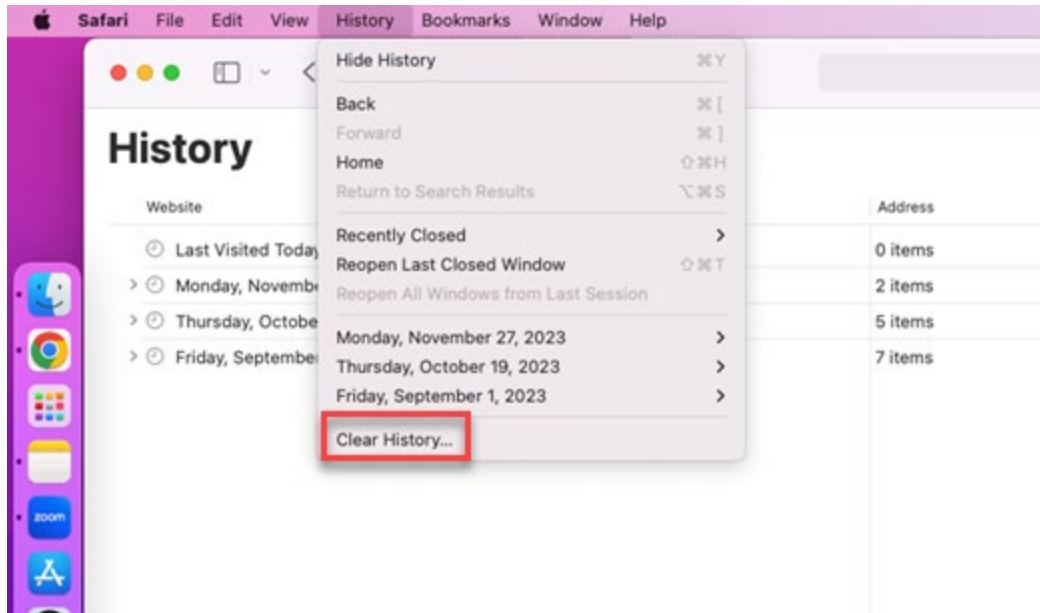 Safari File Edit View History Bookmarks Window Help
Hide History ⌘Y
Back ⌘[
Forward ⌘]
Home ⇧⌘H
Return to Search Results ⌥⌘S
Recently Closed
Reopen Last Closed Window ⇧⌘T
Reopen All Windows from Last Session
Monday, November 27, 2023
Thursday, October 19, 2023
Friday, September 1, 2023
Clear History...
History
Website Address
Last Visited Today 0 items
Monday, Novembe 2 items
Thursday, Octobe 5 items
Friday, September 7 items
zoom